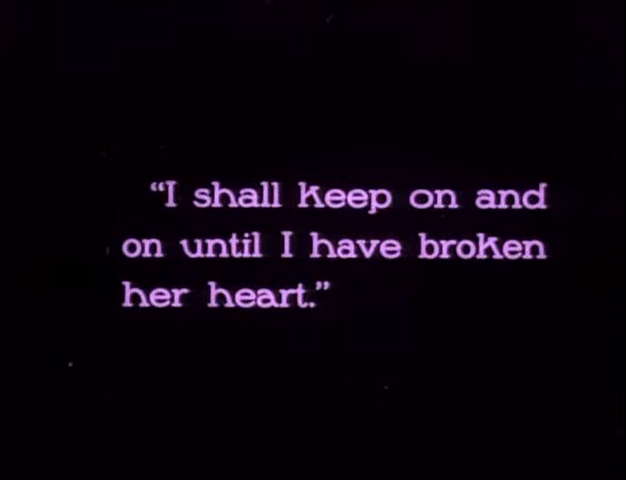 “I shall keep on and
on until I have broken
her heart.”